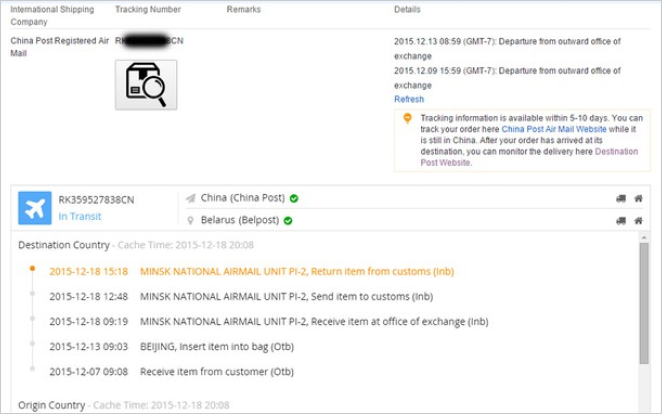 International Shipping Company
Tracking Number
Remarks
Details
China Post Registered Air Mail
RK CN
2015.12.13 08:59 (GMT-7): Departure from outward office of
exchange
2015.12.09 15:59 (GMT-7): Departure from outward office of
exchange
Refresh
Tracking information is available within 5-10 days. You can
track your order here China Post Air Mail Website while it
is still in China. After your order has arrived at its
destination, you can monitor the delivery here Destination
Post Website.
RK359527838CN
In Transit
China (China Post)
Belarus (Belpost)
Destination Country - Cache Time: 2015-12-18 20:08
2015-12-18 15:18 MINSK NATIONAL AIRMAIL UNIT PI-2, Return item from customs (Inb)
2015-12-18 12:48 MINSK NATIONAL AIRMAIL UNIT PI-2, Send item to customs (Inb)
2015-12-18 09:19 MINSK NATIONAL AIRMAIL UNIT PI-2, Receive item at office of exchange (Inb)
2015-12-13 09:03 BEIJING, Insert item into bag (Otb)
2015-12-07 09:08 Receive item from customer (Otb)
Origin Country - Cache Time: 2015-12-18 20:08